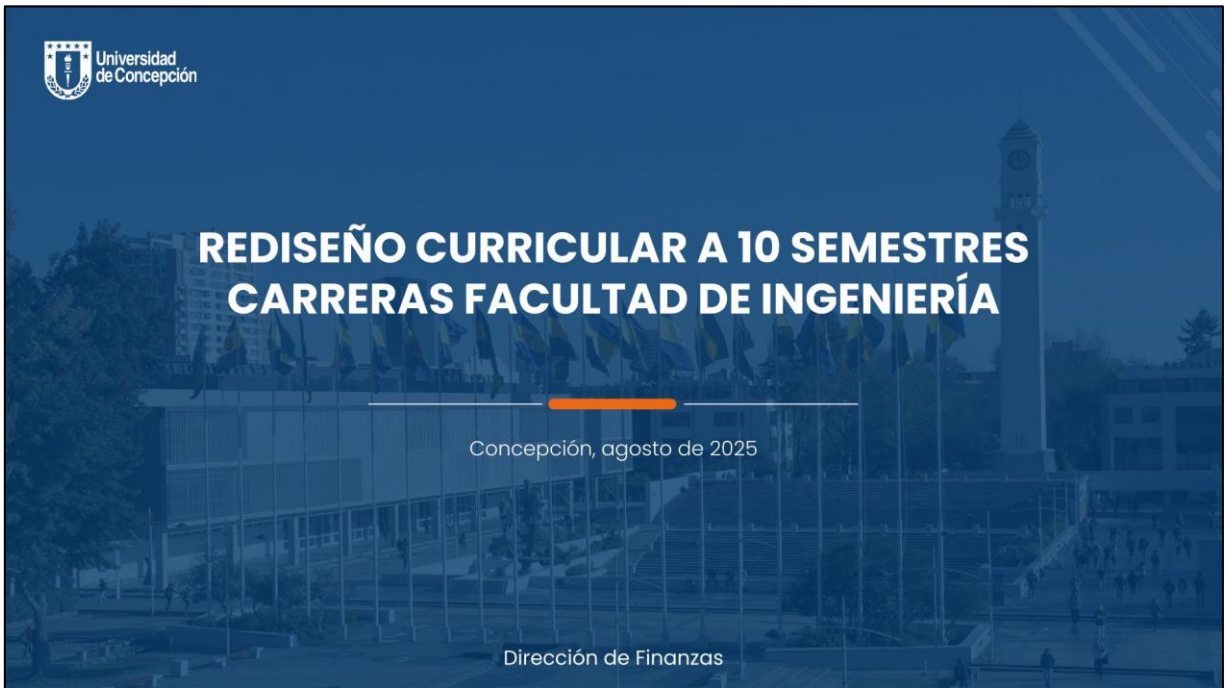 Universidad
de Concepción
REDISEÑO CURRICULAR A 10 SEMESTRES
CARRERAS FACULTAD DE INGENIERÍA
Concepción, agosto de 2025
Dirección de Finanzas